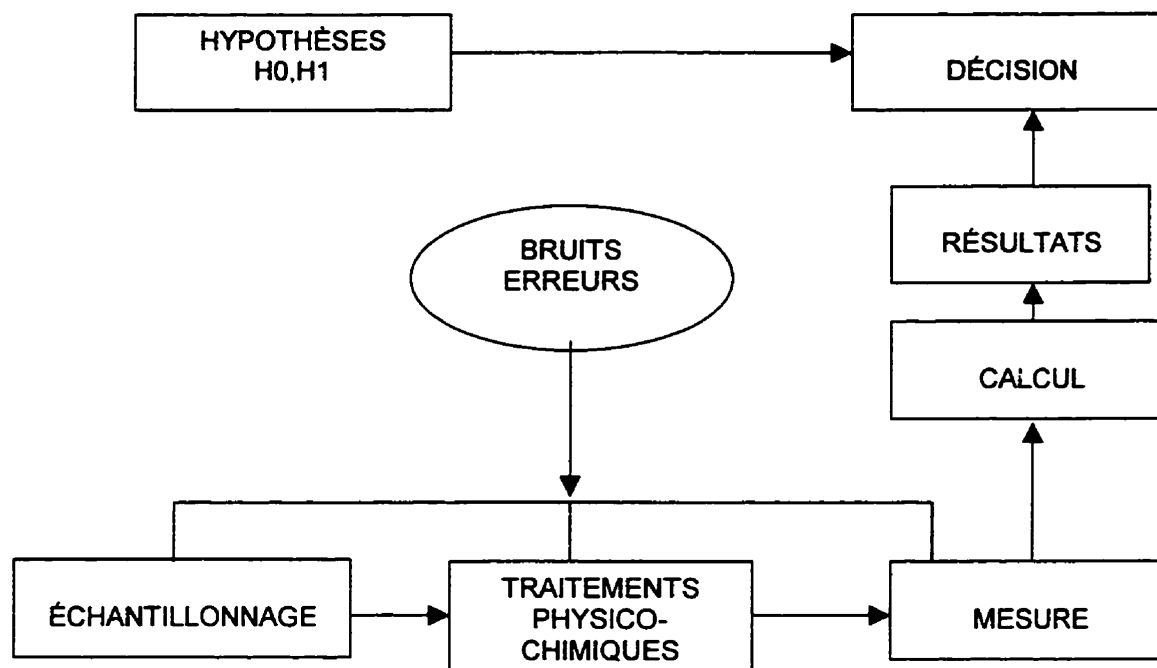 HYPOTHÈSES
H0,H1
DÉCISION
RÉSULTATS
BRUITS
ERREURS
CALCUL
ÉCHANTILLONNAGE
TRAITEMENTS
PHYSICO-
CHIMIQUES
MESURE